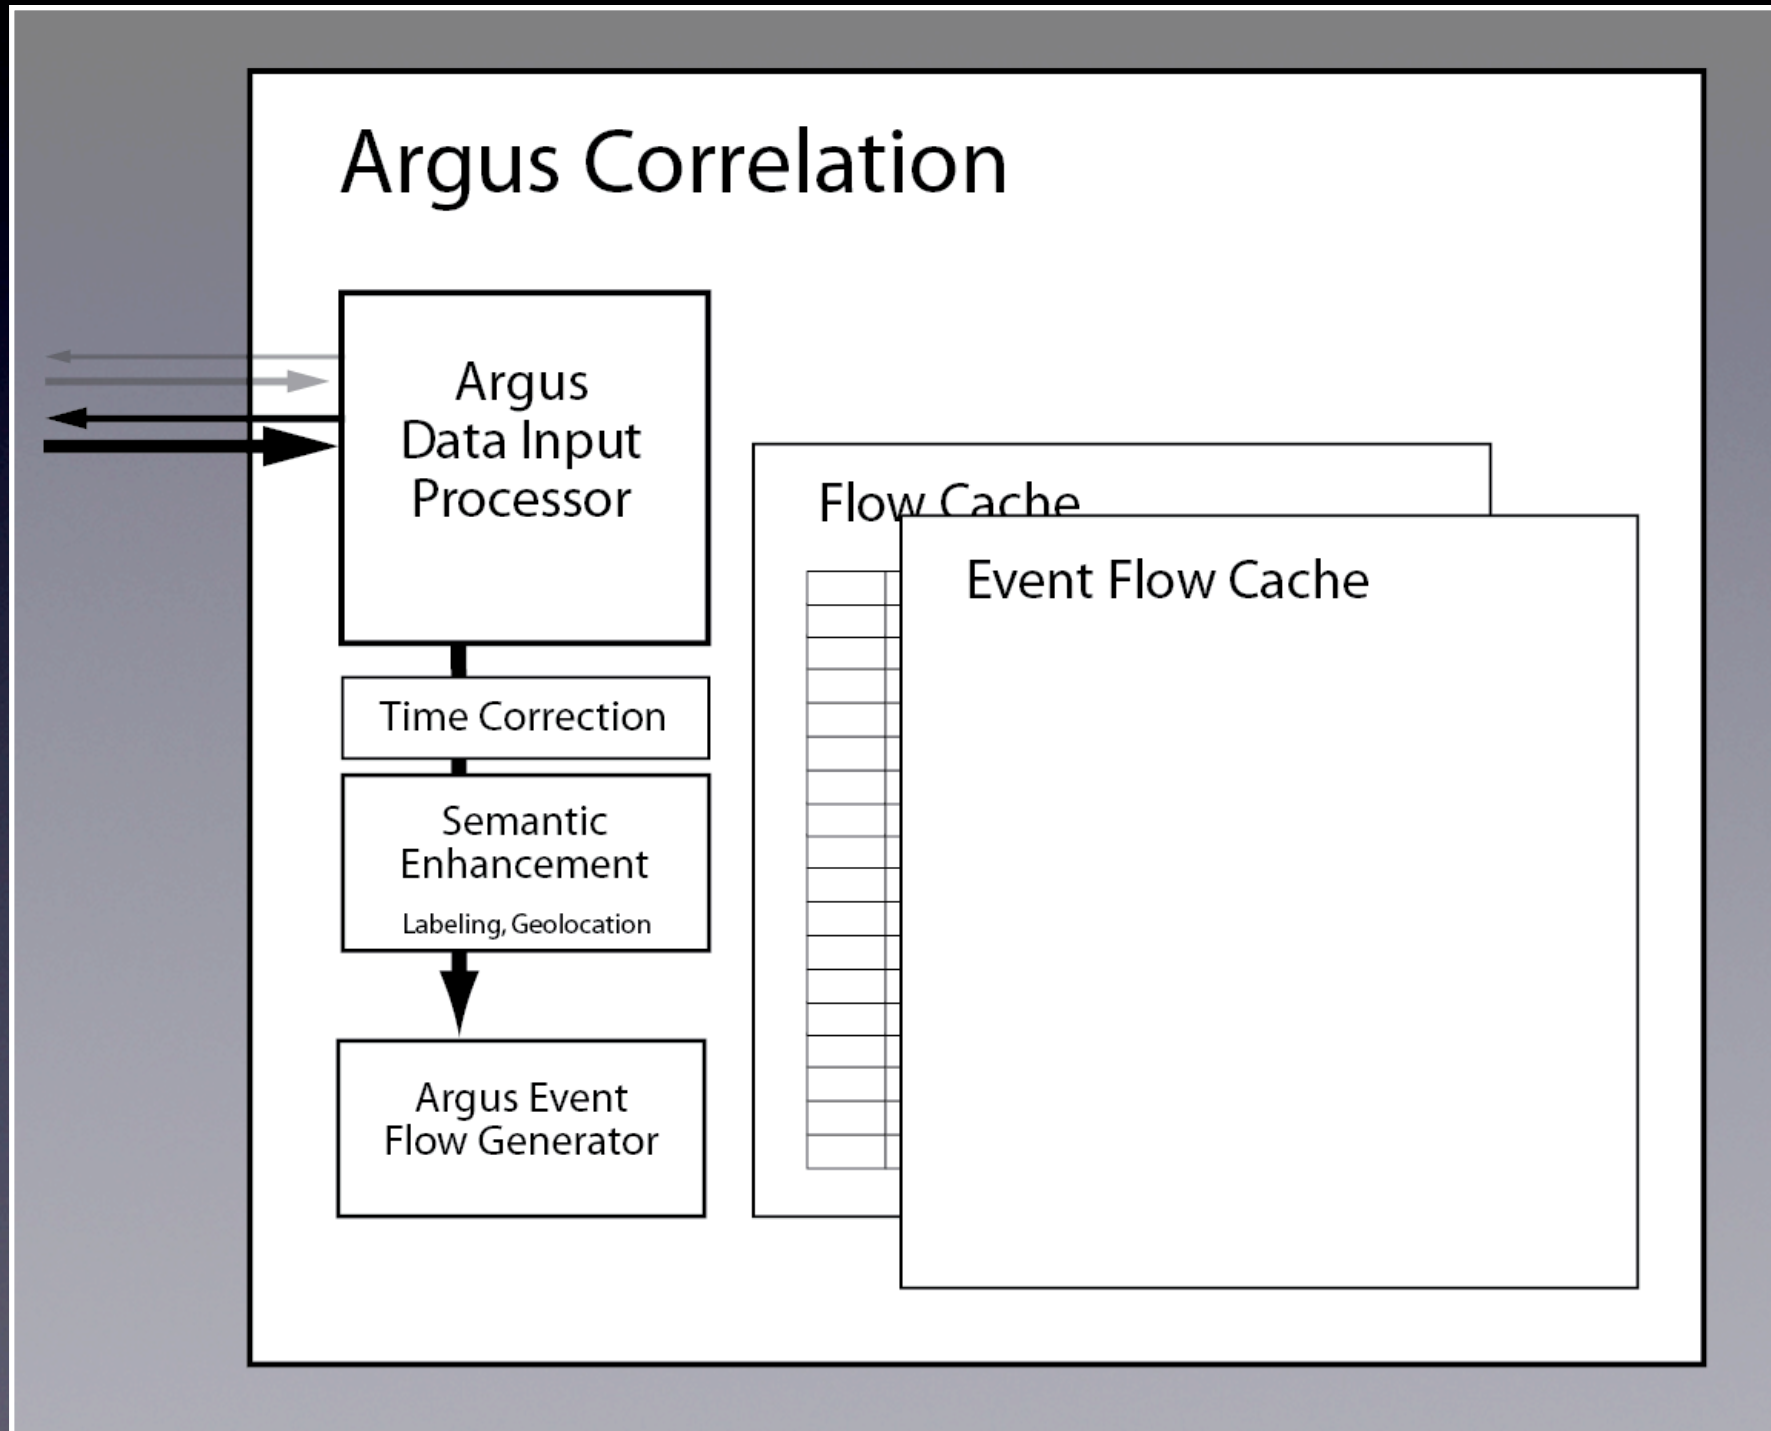 Argus Correlation
Argus
Data Input
Processor
Time Correction
Semantic
Enhancement
Labeling, Geolocation
Argus Event
Flow Generator
Flow Cache
Event Flow Cache